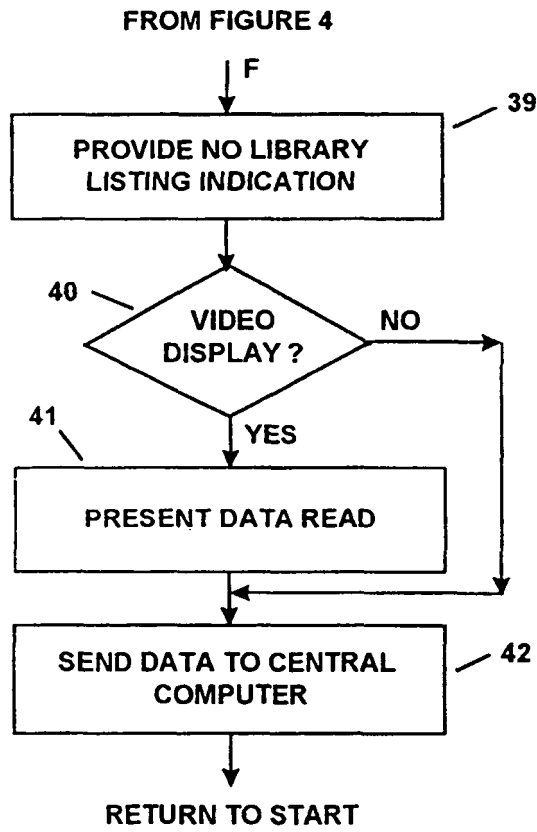 FROM FIGURE 4
F
39
PROVIDE NO LIBRARY
LISTING INDICATION
40
VIDEO
DISPLAY ?
NO
YES
41
PRESENT DATA READ
SEND DATA TO CENTRAL
COMPUTER
42
RETURN TO START